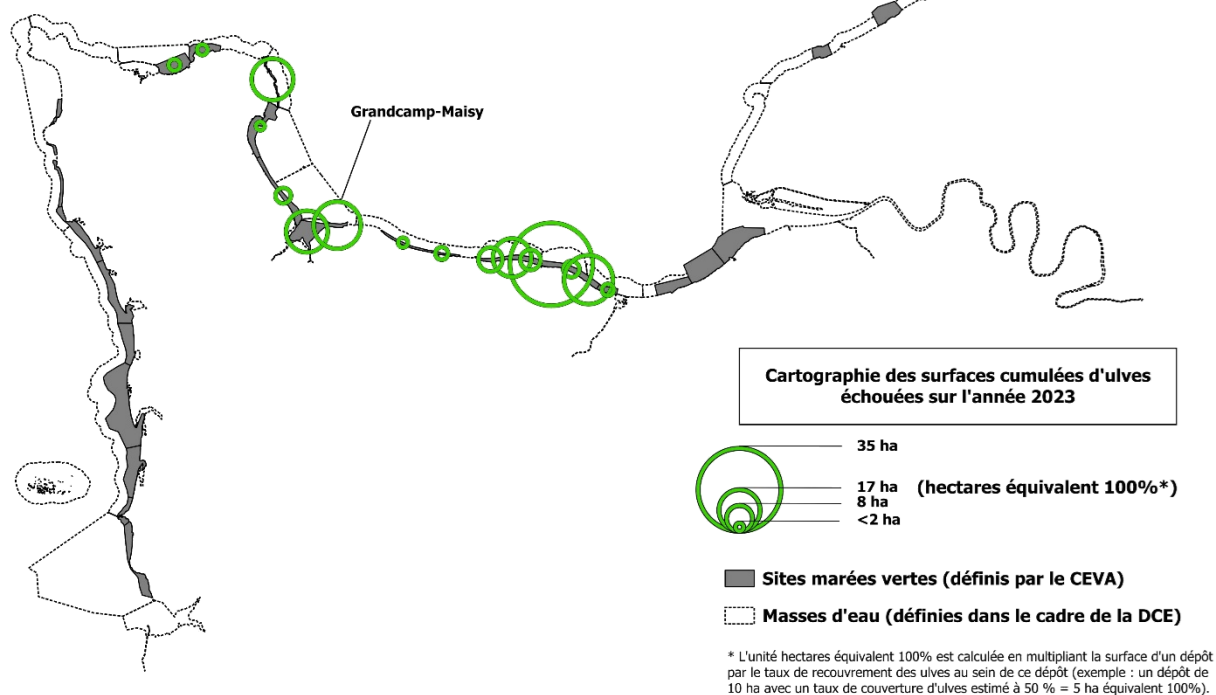 Grandcamp-Maisy
Cartographie des surfaces cumulées d'ulves
échouées sur l'année 2023
35 ha
17 ha
(hectares équivalent 100%*)
8 ha
<2 ha
Sites marées vertes (définis par le CEVA)
Masses d'eau (définies dans le cadre de la DCE)
* L'unité hectares équivalent 100% est calculée en multipliant la surface d'un dépôt
par le taux de recouvrement des ulves au sein de ce dépôt (exemple : un dépôt de
10 ha avec un taux de couverture d'ulves estimé à 50 % = 5 ha équivalent 100%).